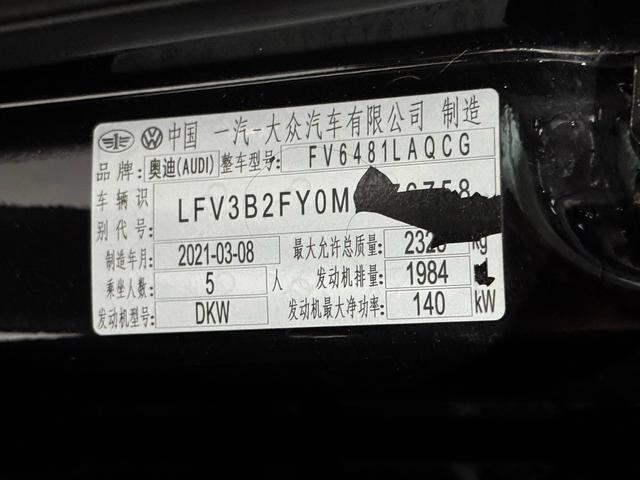 中国 一汽-大众汽车有限公司 制造
品牌: 奥迪(AUDI) 整车型号: FV6481LAQCG
车辆识别代号: LFV3B2FY0M
制造年月: 2021-03-08 最大允许总质量: kg
乘坐人数: 5 人 发动机排量: 1984
发动机型号: DKW 发动机最大净功率: 140 kW